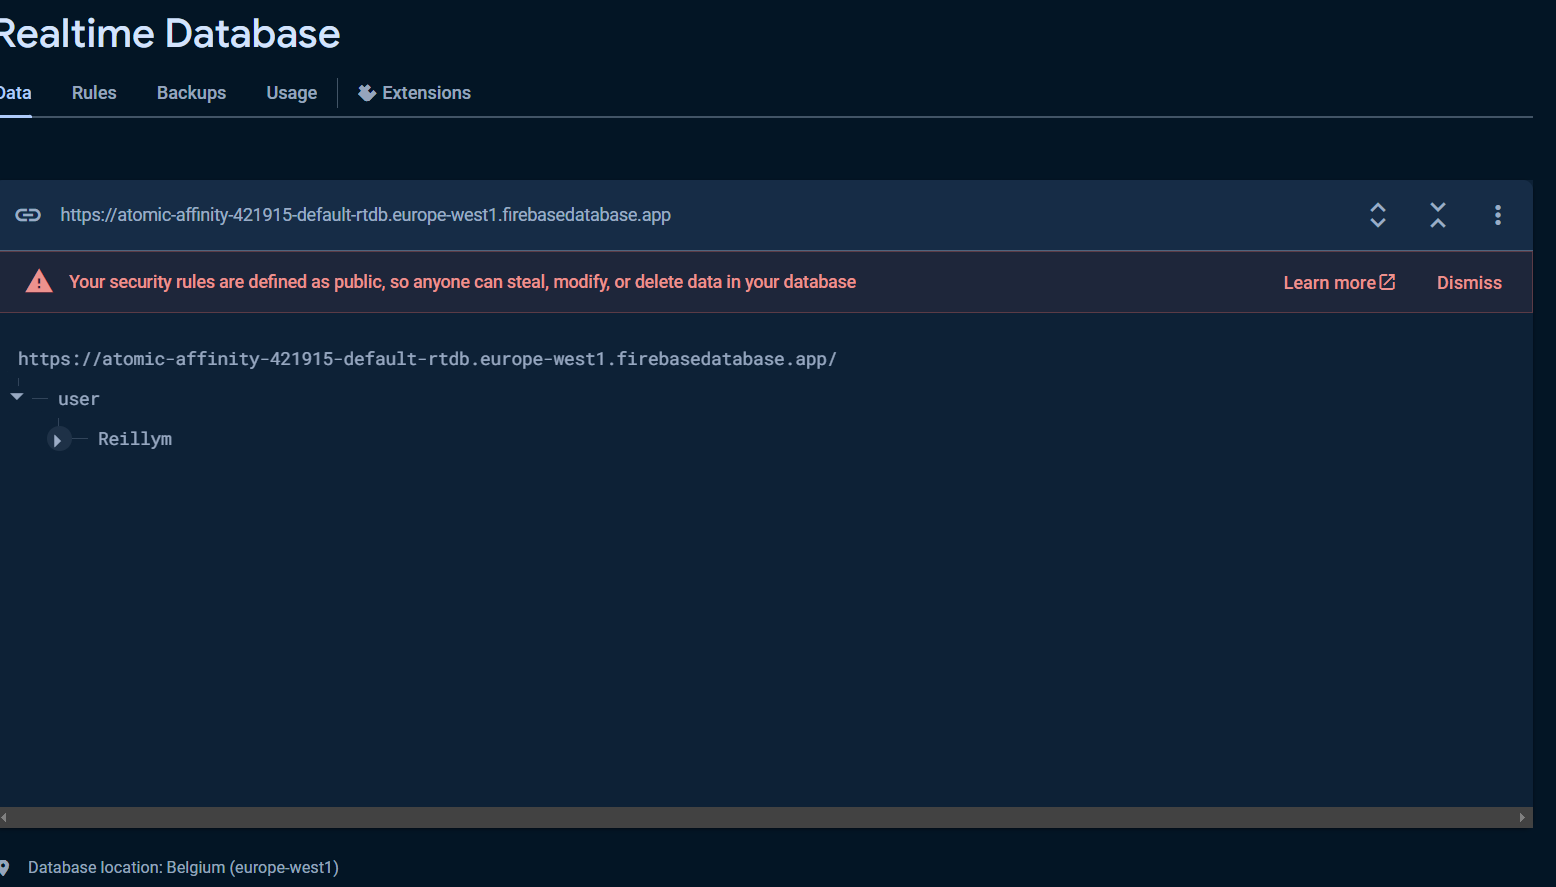 Realtime Database
Data Rules Backups Usage Extensions
https://atomic-affinity-421915-default-rtdb.europe-west1.firebasedatabase.app
Your security rules are defined as public, so anyone can steal, modify, or delete data in your database Learn more Dismiss
https://atomic-affinity-421915-default-rtdb.europe-west1.firebasedatabase.app/
user
Reillym
Database location: Belgium (europe-west1)